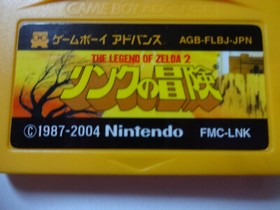 GAME BOY ADVANCE
ゲームボーイ アドバンス AGB-FLBJ-JPN
THE LEGEND OF ZELDA 2
リンクの冒険
©1987-2004 Nintendo FMC-LNK